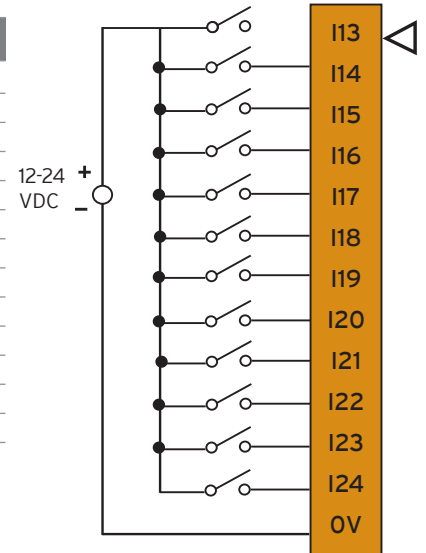 I13
I14
I15
I16
12-24 +
VDC –
I17
I18
I19
I20
I21
I22
I23
I24
0V